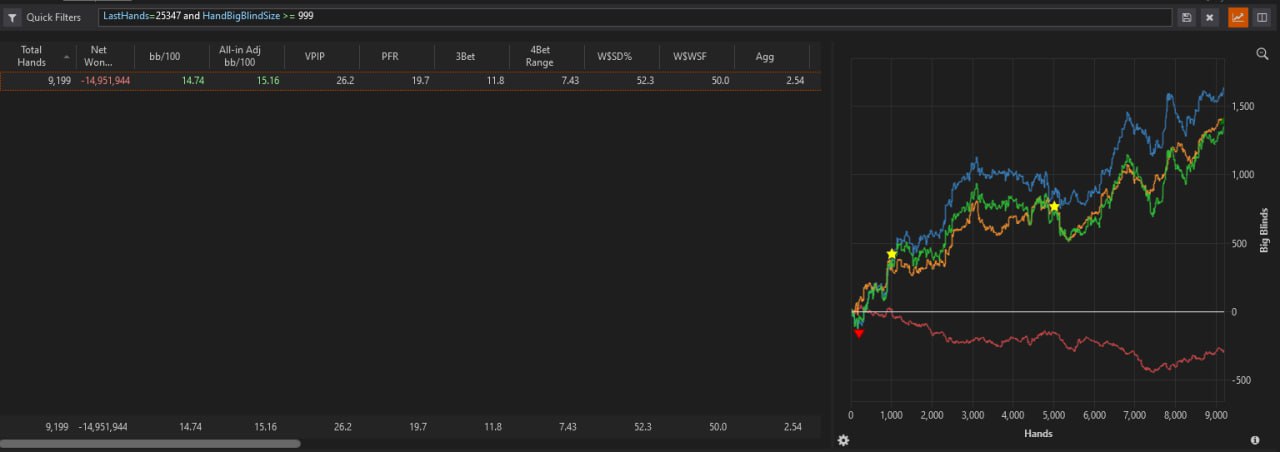 Quick Filters LastHands=25347 and HandBigBlindSize >= 999
Total Hands Net Won... bb/100 All-in Adj bb/100 VPIP PFR 3Bet 4Bet Range W$SD% W$WSF Agg
9,199 -14,951,944 14.74 15.16 26.2 19.7 11.8 7.43 52.3 50.0 2.54
9,199 -14,951,944 14.74 15.16 26.2 19.7 11.8 7.43 52.3 50.0 2.54
1,500
1,000
500
0
-500
Big Blinds
0 1,000 2,000 3,000 4,000 5,000 6,000 7,000 8,000 9,000
Hands